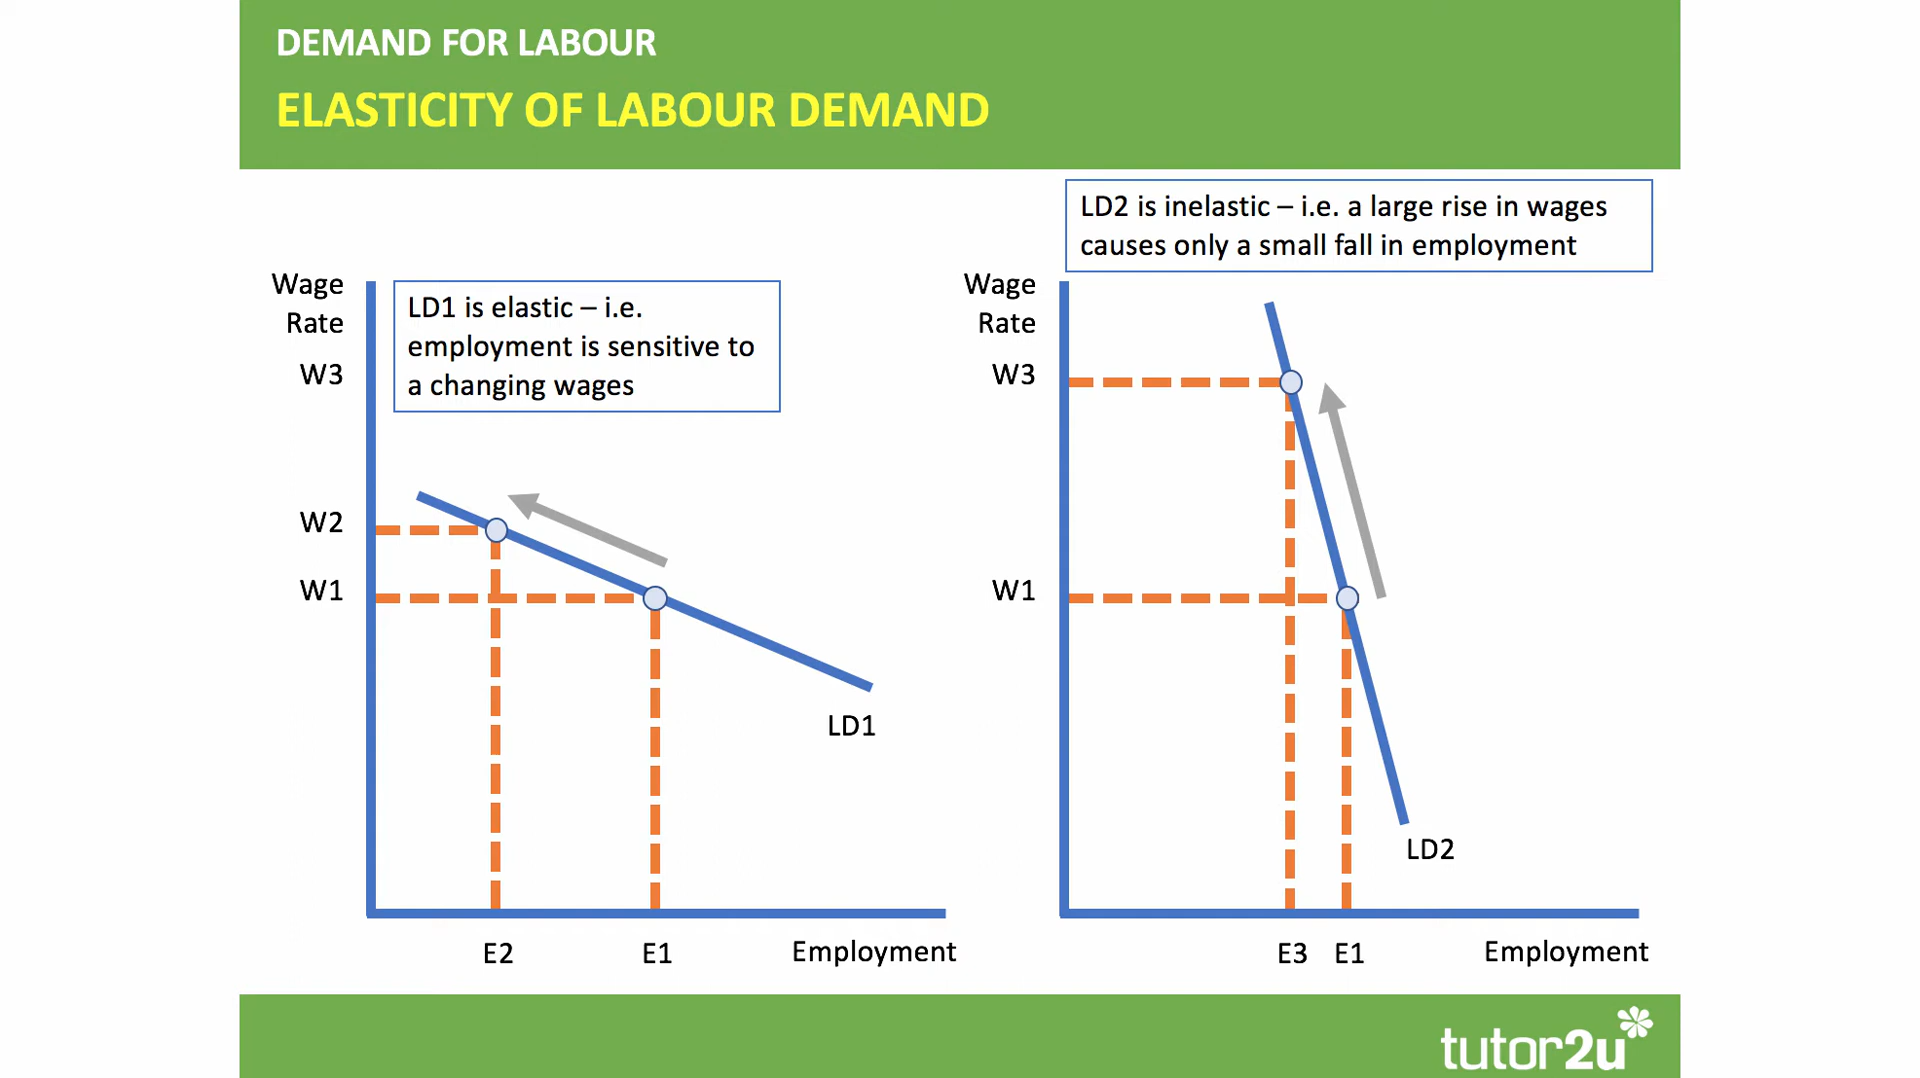 DEMAND FOR LABOUR
ELASTICITY OF LABOUR DEMAND
LD2 is inelastic – i.e. a large rise in wages
causes only a small fall in employment
Wage
Rate
W3
LD1 is elastic – i.e.
employment is sensitive to
a changing wages
W2
W1
LD1
E2
E1
Employment
Wage
Rate
W3
W1
LD2
E3
E1
Employment
tutor2u